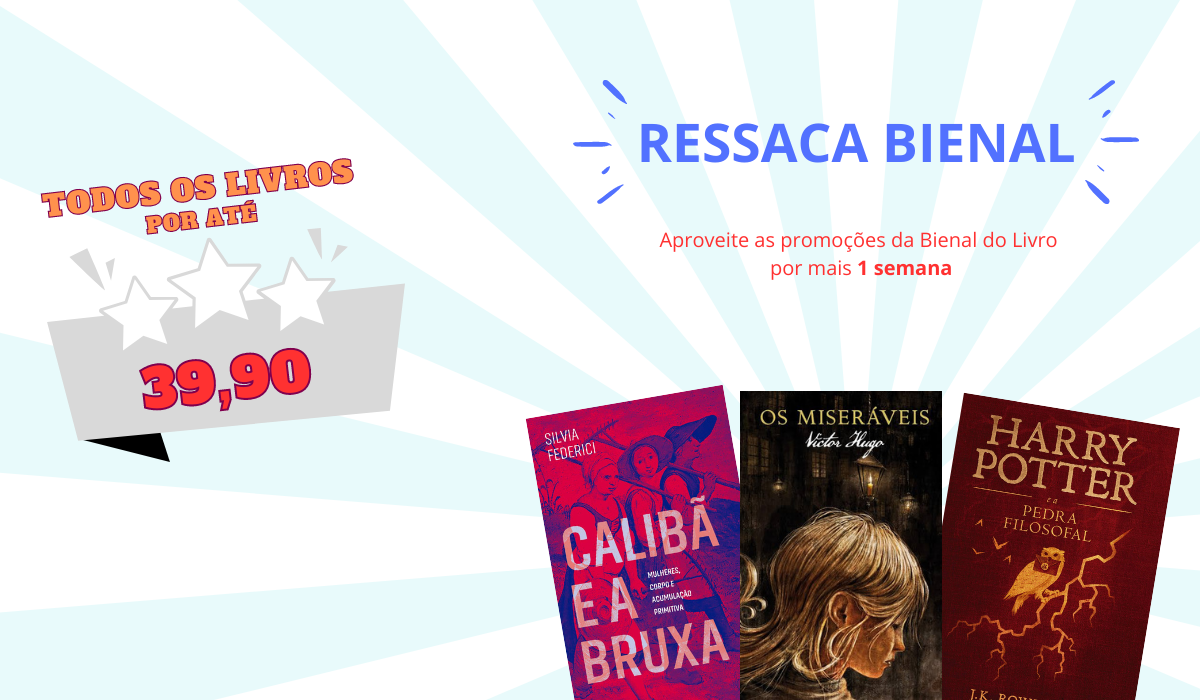 RESSACA BIENAL
Aproveite as promoções da Bienal do Livro
por mais 1 semana
TODOS OS LIVROS
POR ATÉ
39,90
SILVIA
FEDERICI
CALIBÃ
E A
BRUXA
MULHERES,
CORPO E
ACUMULAÇÃO
PRIMITIVA
OS MISERÁVEIS
Victor Hugo
HARRY
POTTER
e a
PEDRA
FILOSOFAL